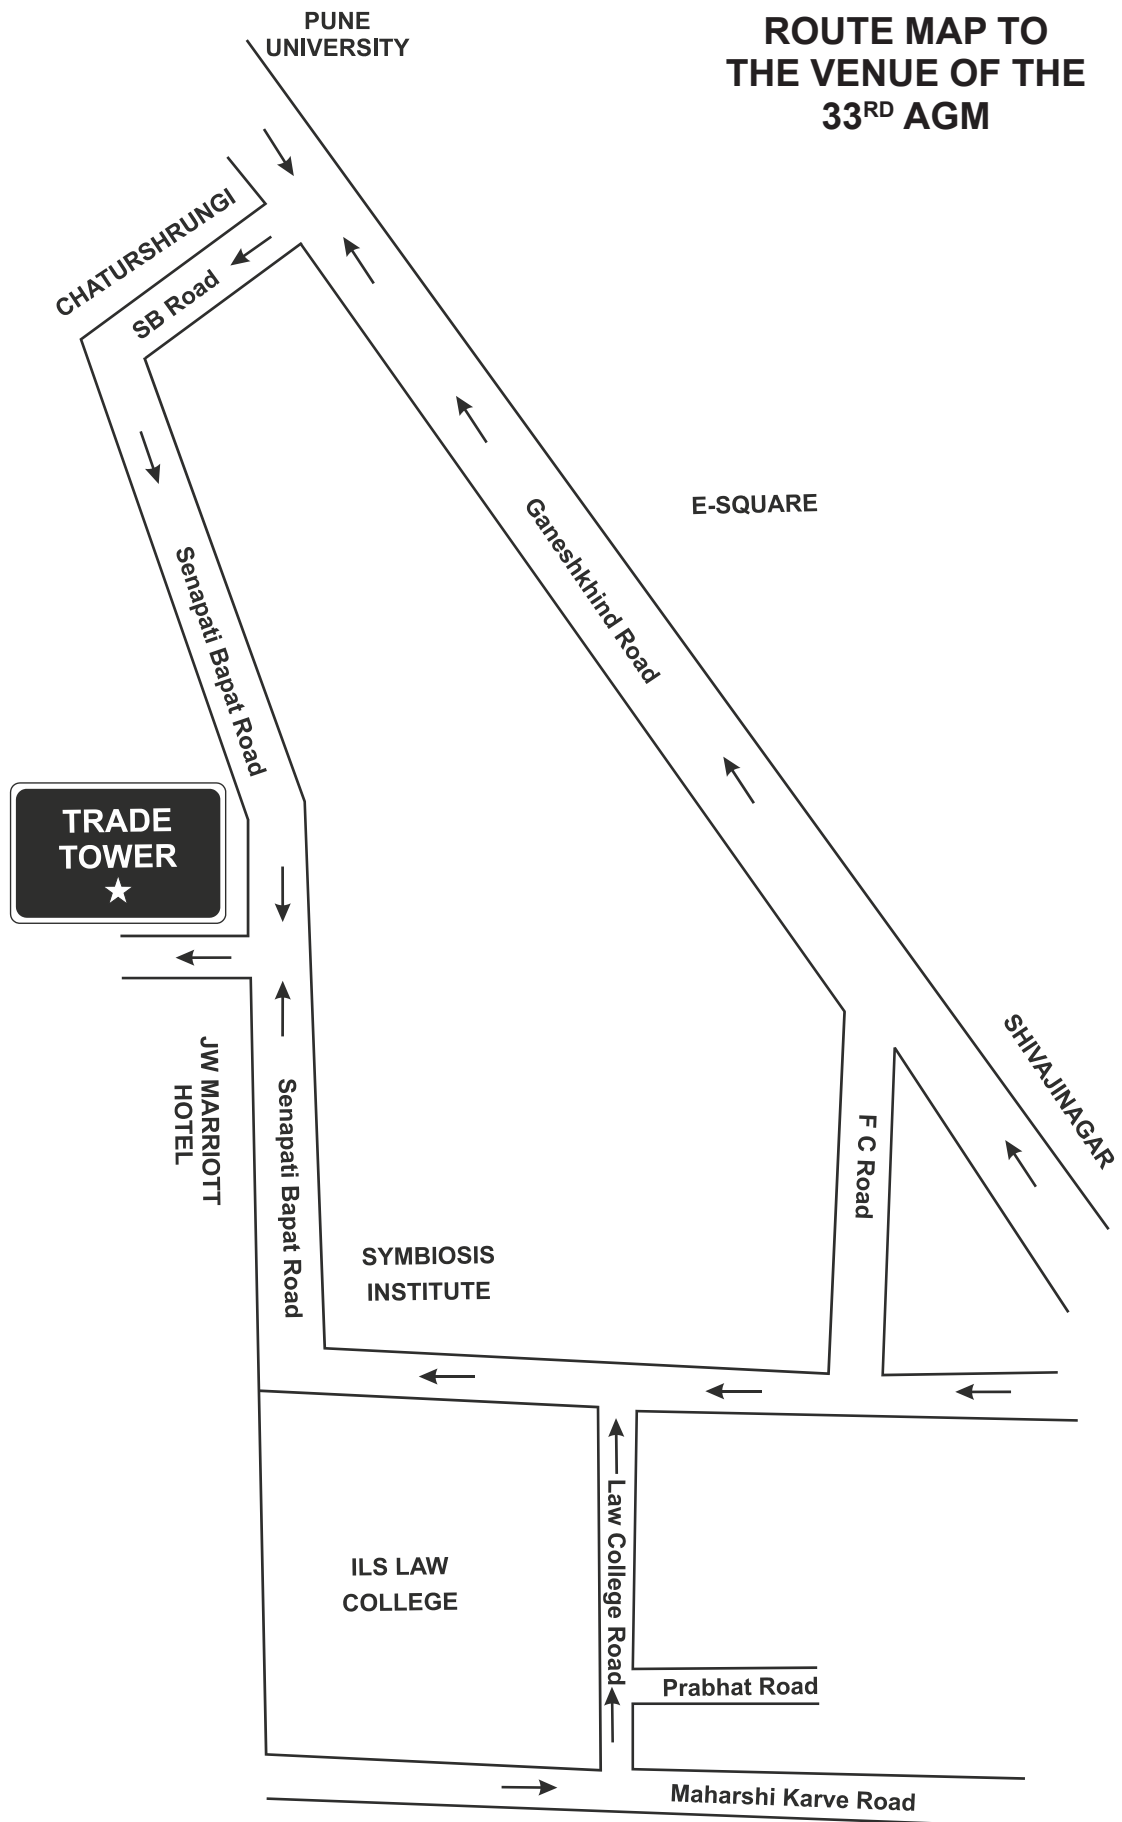 PUNE
UNIVERSITY
ROUTE MAP TO
THE VENUE OF THE
33RD AGM
CHATURSHRUNGI
SB Road
E-SQUARE
Ganeshkhind Road
Senapati Bapat Road
TRADE
TOWER
SHIVAJINAGAR
JW MARRIOTT
HOTEL
Senapati Bapat Road
F C Road
SYMBIOSIS
INSTITUTE
Law College Road
ILS LAW
COLLEGE
Prabhat Road
Maharshi Karve Road